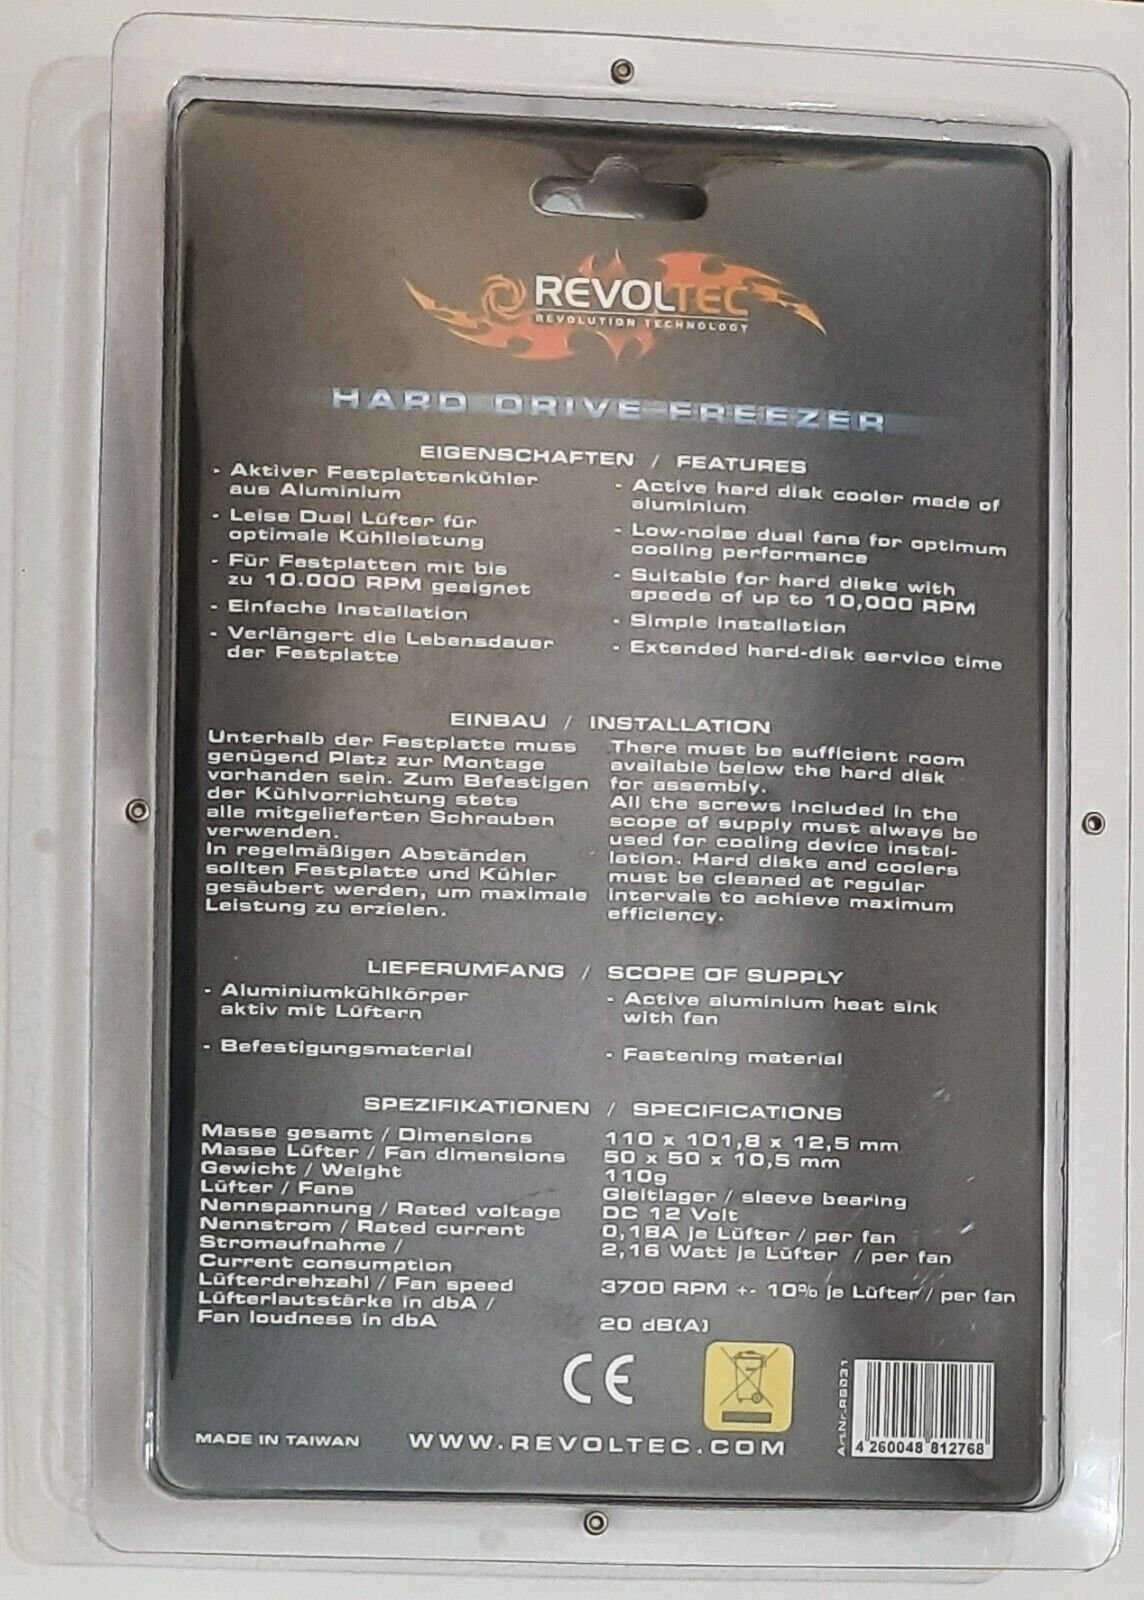 REVOLTEC
REVOLUTION TECHNOLOGY
HARD DRIVE FREEZER
EIGENSCHAFTEN / FEATURES
- Aktiver Festplattenkühler
aus Aluminium
- Leise Dual Lüfter für
optimale Kühlleistung
- Für Festplatten mit bis
zu 10.000 RPM geeignet
- Einfache Installation
- Verlängert die Lebensdauer
der Festplatte
- Active hard disk cooler made of
aluminium
- Low-noise dual fans for optimum
cooling performance
- Suitable for hard disks with
speeds of up to 10,000 RPM
- Simple installation
- Extended hard-disk service time
EINBAU / INSTALLATION
Unterhalb der Festplatte muss
genügend Platz zur Montage
vorhanden sein. Zum Befestigen
der Kühlvorrichtung stets
alle mitgelieferten Schrauben
verwenden.
In regelmäßigen Abständen
sollten Festplatte und Kühler
gesäubert werden, um maximale
Leistung zu erzielen.
There must be sufficient room
available below the hard disk
for assembly.
All the screws included in the
scope of supply must always be
used for cooling device instal-
lation. Hard disks and coolers
must be cleaned at regular
intervals to achieve maximum
efficiency.
LIEFERUMFANG / SCOPE OF SUPPLY
- Aluminiumkühlkörper
aktiv mit Lüftern
- Befestigungsmaterial
- Active aluminium heat sink
with fan
- Fastening material
SPEZIFIKATIONEN / SPECIFICATIONS
Masse gesamt / Dimensions 110 x 101,8 x 12,5 mm
Masse Lüfter / Fan dimensions 50 x 50 x 10,5 mm
Gewicht / Weight 110g
Lüfter / Fans Gleitlager / sleeve bearing
Nennspannung / Rated voltage DC 12 Volt
Nennstrom / Rated current 0,18A je Lüfter / per fan
Stromaufnahme / 2,16 Watt je Lüfter / per fan
Current consumption
Lüfterdrehzahl / Fan speed 3700 RPM +- 10% je Lüfter / per fan
Lüfterlautstärke in dbA /
Fan loudness in dbA 20 dB(A)
CE
Art.Nr. RS031
4 260048 812768
MADE IN TAIWAN
WWW.REVOLTEC.COM